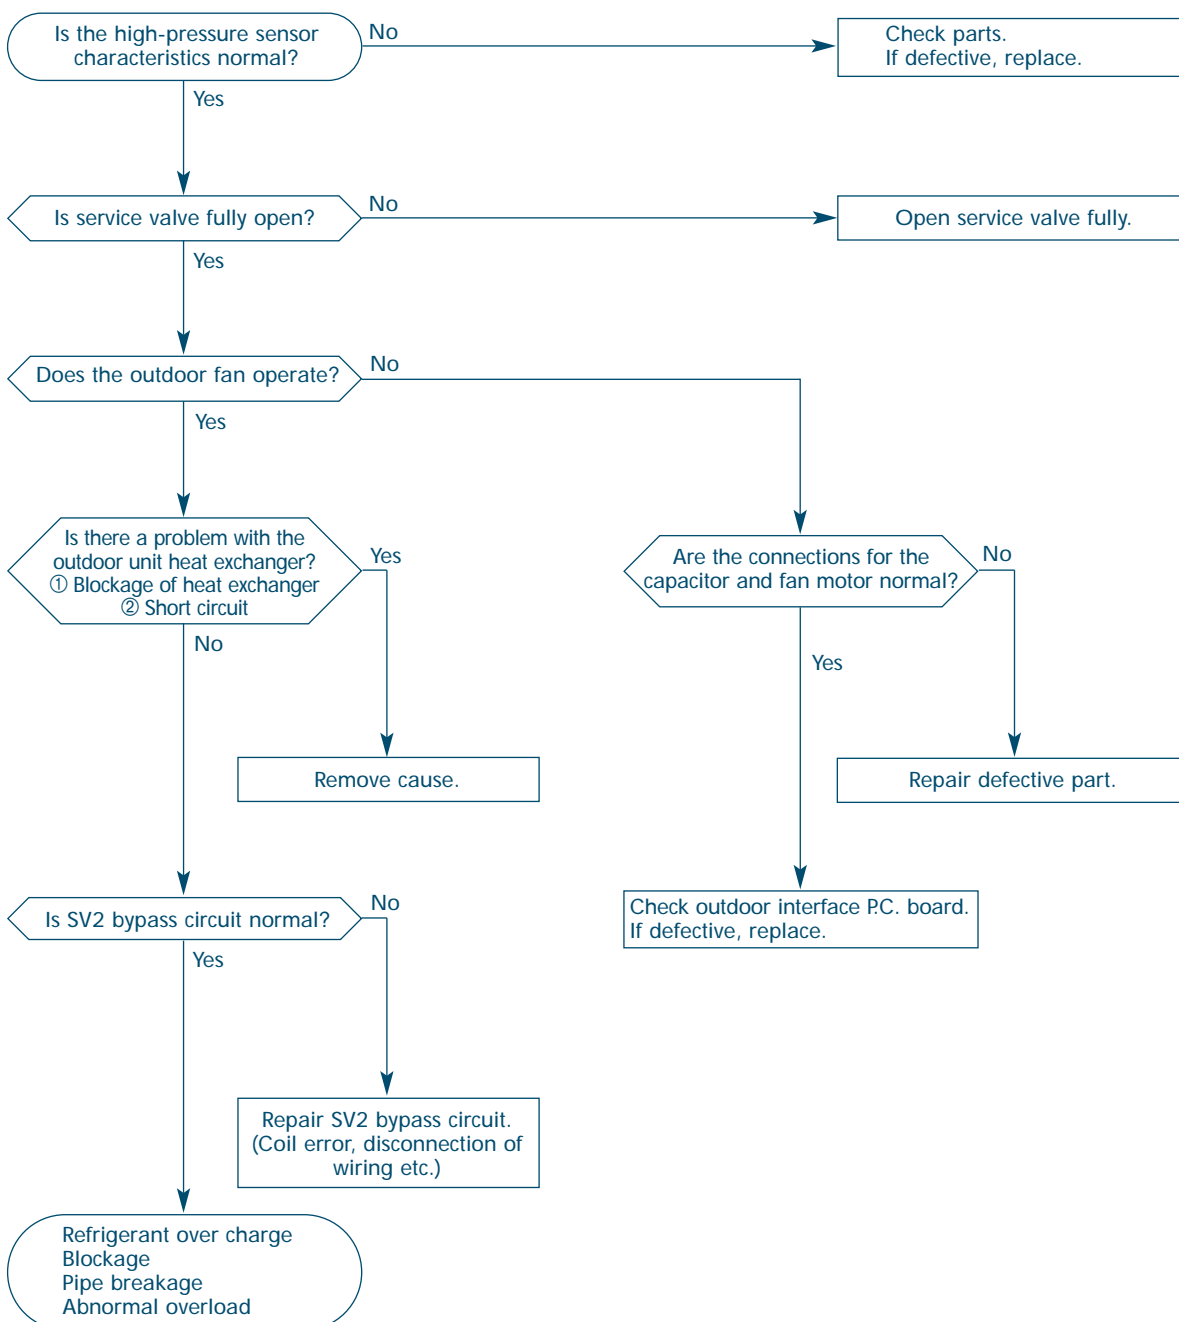 Is the high-pressure sensor
characteristics normal?
No
Check parts.
If defective, replace.
Yes
Is service valve fully open?
No
Open service valve fully.
Yes
Does the outdoor fan operate?
No
Yes
Is there a problem with the
outdoor unit heat exchanger?
① Blockage of heat exchanger
② Short circuit
Yes
Are the connections for the
capacitor and fan motor normal?
No
No
Yes
Remove cause.
Repair defective part.
Is SV2 bypass circuit normal?
No
Check outdoor interface P.C. board.
If defective, replace.
Yes
Repair SV2 bypass circuit.
(Coil error, disconnection of
wiring etc.)
Refrigerant over charge
Blockage
Pipe breakage
Abnormal overload